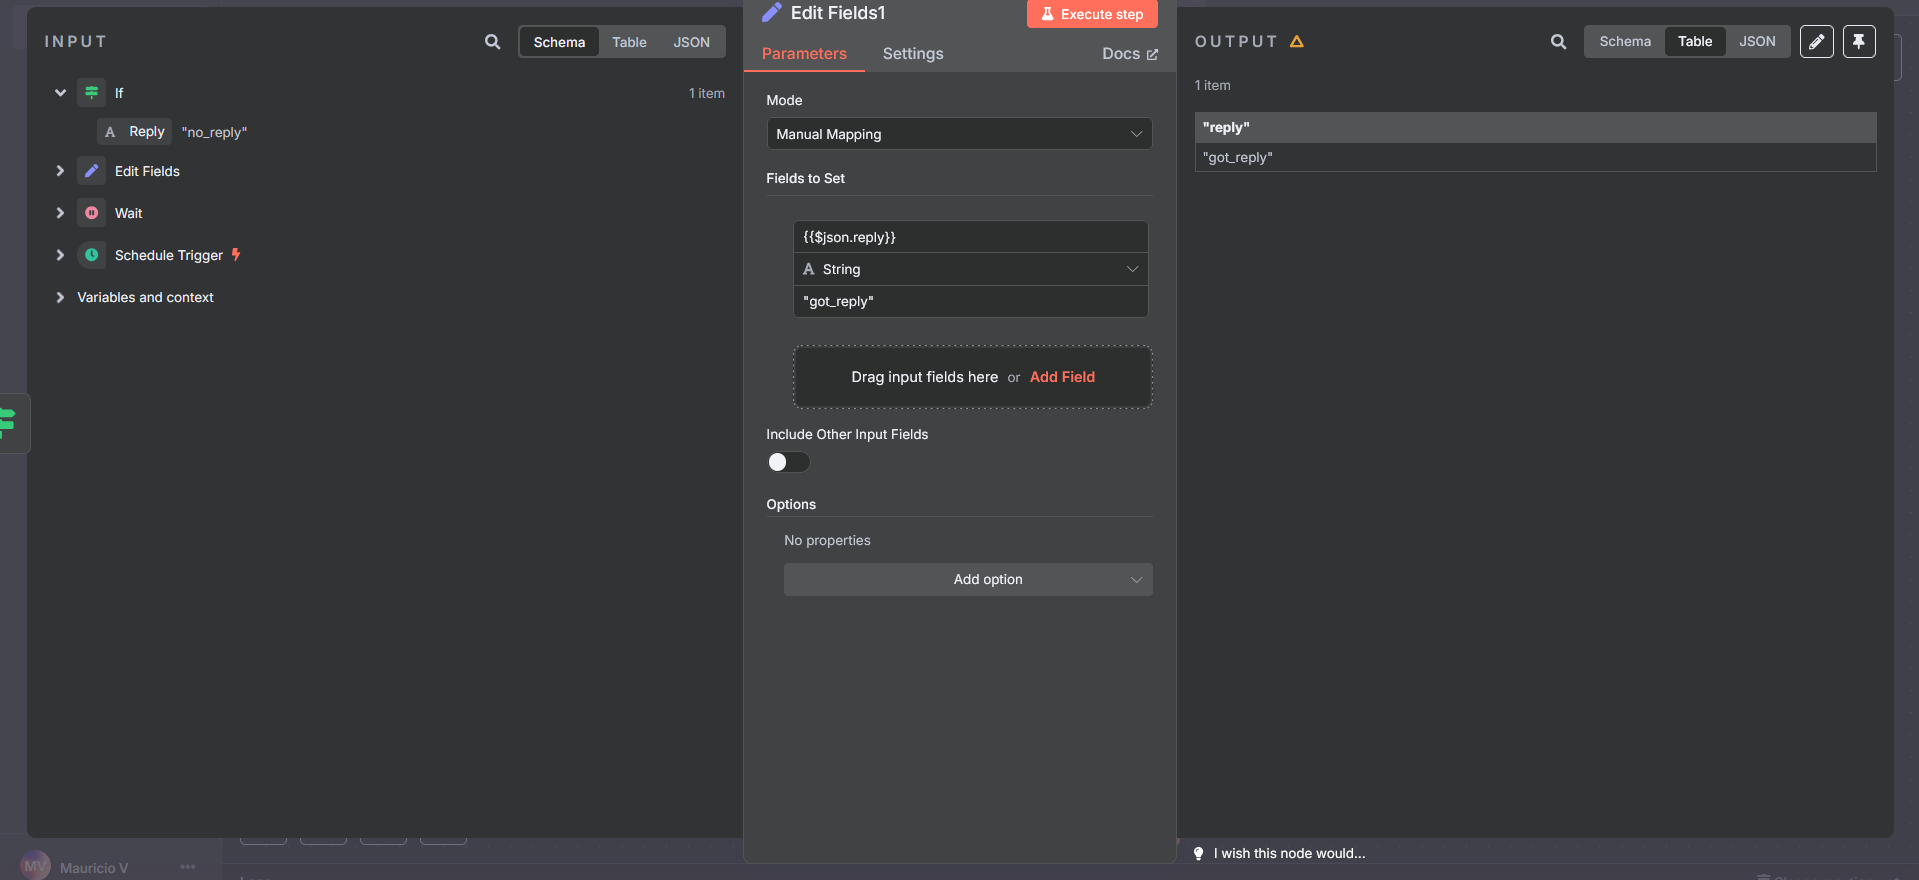 INPUT
Schema
Table
JSON
If
1 item
A Reply "no_reply"
Edit Fields
Wait
Schedule Trigger
Variables and context
Edit Fields1
Execute step
Parameters
Settings
Docs
Mode
Manual Mapping
Fields to Set
{{$json.reply}}
A String
"got_reply"
Drag input fields here or Add Field
Include Other Input Fields
Options
No properties
Add option
OUTPUT
Schema
Table
JSON
1 item
"reply"
"got_reply"
I wish this node would...
MV Mauricio V